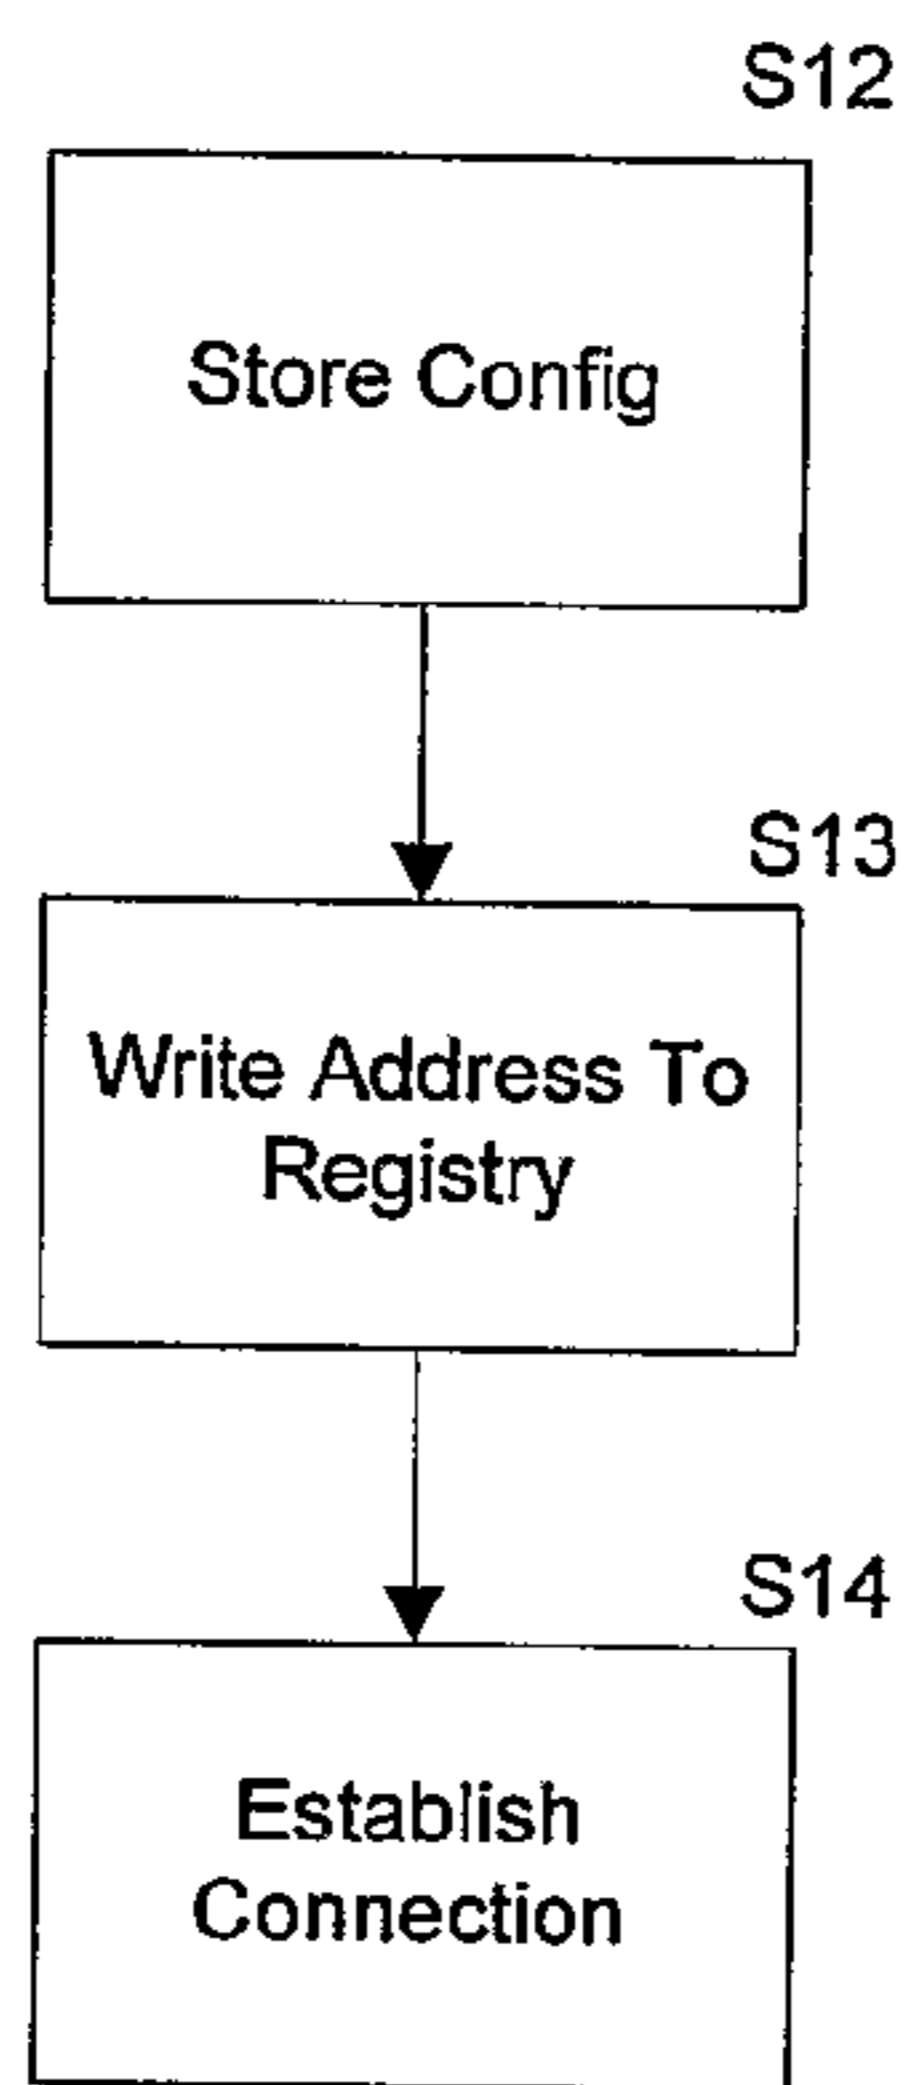 S12
Store Config
S13
Write Address To
Registry
S14
Establish
Connection